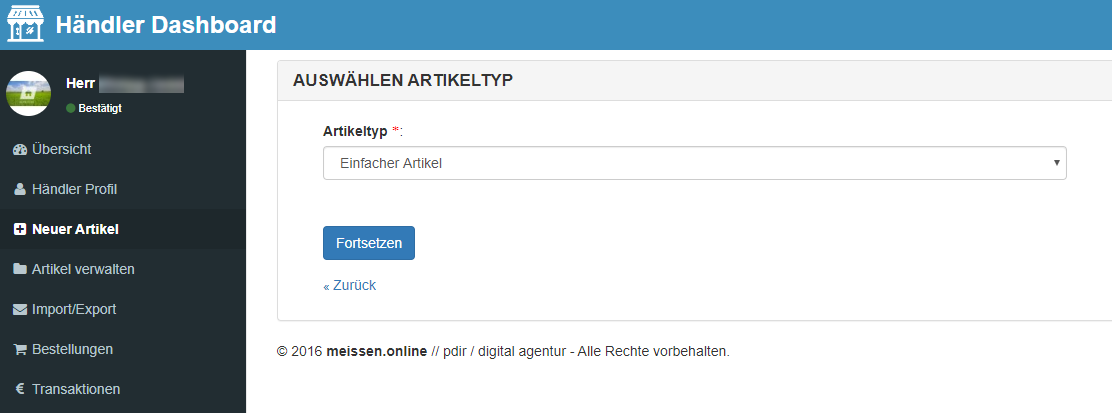 Händler Dashboard
Herr
Bestätigt
Übersicht
Händler Profil
Neuer Artikel
Artikel verwalten
Import/Export
Bestellungen
€ Transaktionen
AUSWÄHLEN ARTIKELTYP
Artikeltyp *:
Einfacher Artikel
Fortsetzen
« Zurück
© 2016 meissen.online // pdir / digital agentur - Alle Rechte vorbehalten.